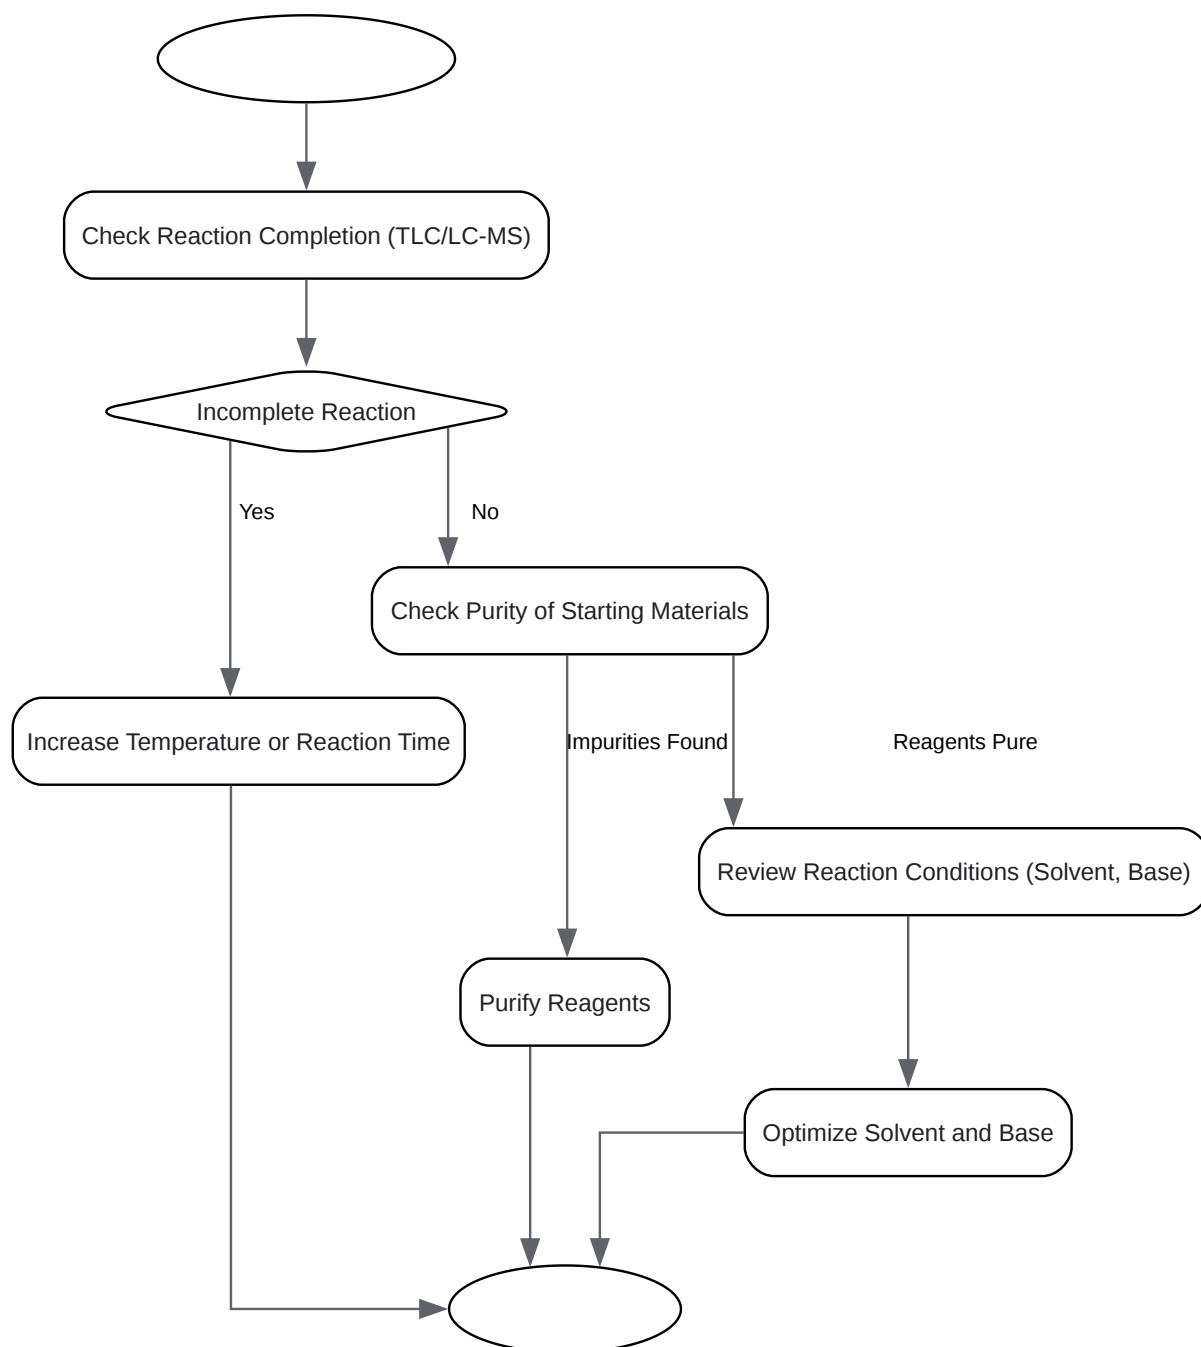 Check Reaction Completion (TLC/LC-MS)
Incomplete Reaction
Yes
No
Check Purity of Starting Materials
Increase Temperature or Reaction Time
Impurities Found
Reagents Pure
Review Reaction Conditions (Solvent, Base)
Purify Reagents
Optimize Solvent and Base